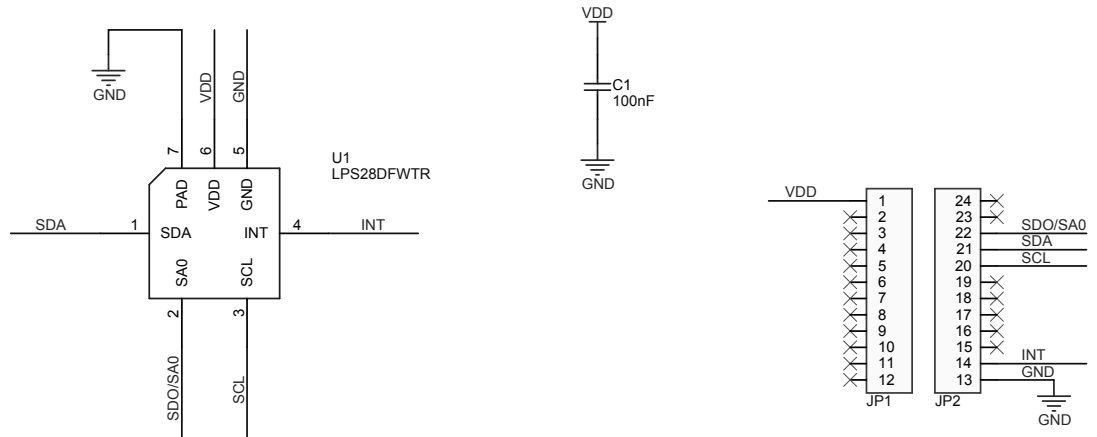 GND
VDD
GND
7
6
5
U1
LPS28DFWTR
PAD
VDD
GND
SDA
1
SDA
INT
4
INT
SA0
SCL
2
3
SDO/SA0
SCL
VDD
C1
100nF
GND
VDD
1
2
3
4
5
6
7
8
9
10
11
12
JP1
24
23
22
SDO/SA0
21
SDA
20
SCL
19
18
17
16
15
14
INT
13
GND
JP2
GND